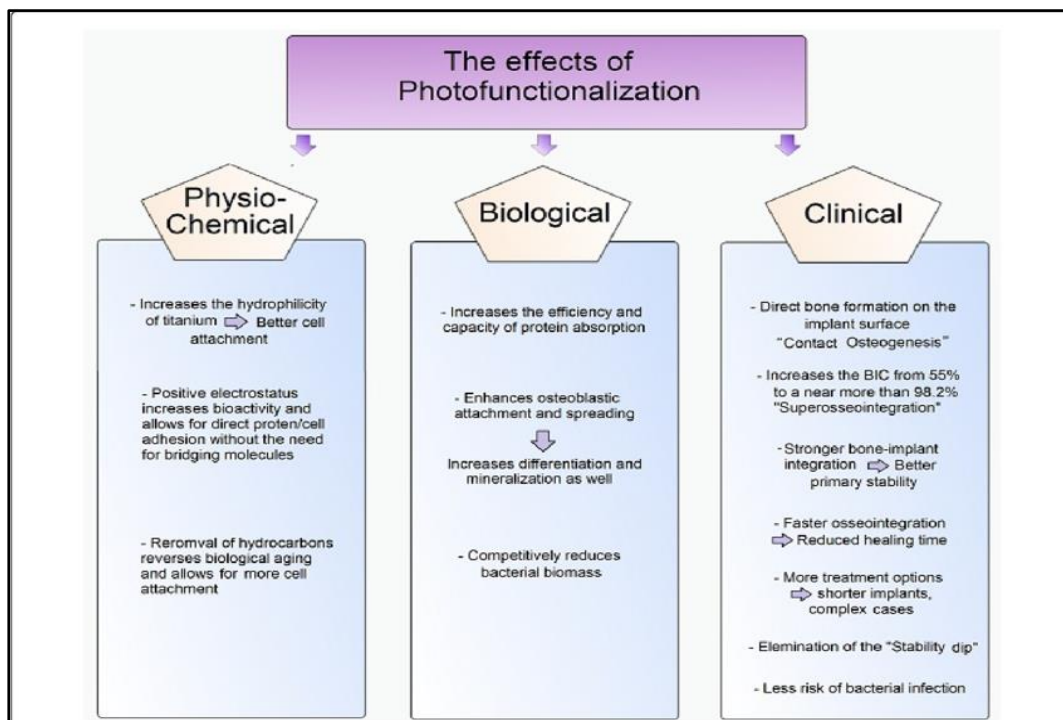 The effects of
Photofunctionalization
Physio-
Chemical
- Increases the hydrophilicity
of titanium ⇨ Better cell
attachment
- Positive electrostatus
increases bioactivity and
allows for direct proten/cell
adhesion without the need
for bridging molecules
- Reromval of hydrocarbons
reverses biological aging
and allows for more cell
attachment
Biological
- Increases the efficiency and
capacity of protein absorption
- Enhances osteoblastic
attachment and spreading
Increases differentiation and
mineralization as well
- Competitively reduces
bacterial biomass
Clinical
- Direct bone formation on the
implant surface
"Contact Osteogenesis"
- Increases the BIC from 55%
to a near more than 98.2%
"Superosseointegration"
- Stronger bone-implant
integration ⇨ Better
primary stability
- Faster osseointegration
⇨ Reduced healing time
- More treatment options
⇨ shorter implants,
complex cases
- Elemination of the "Stability dip"
- Less risk of bacterial infection